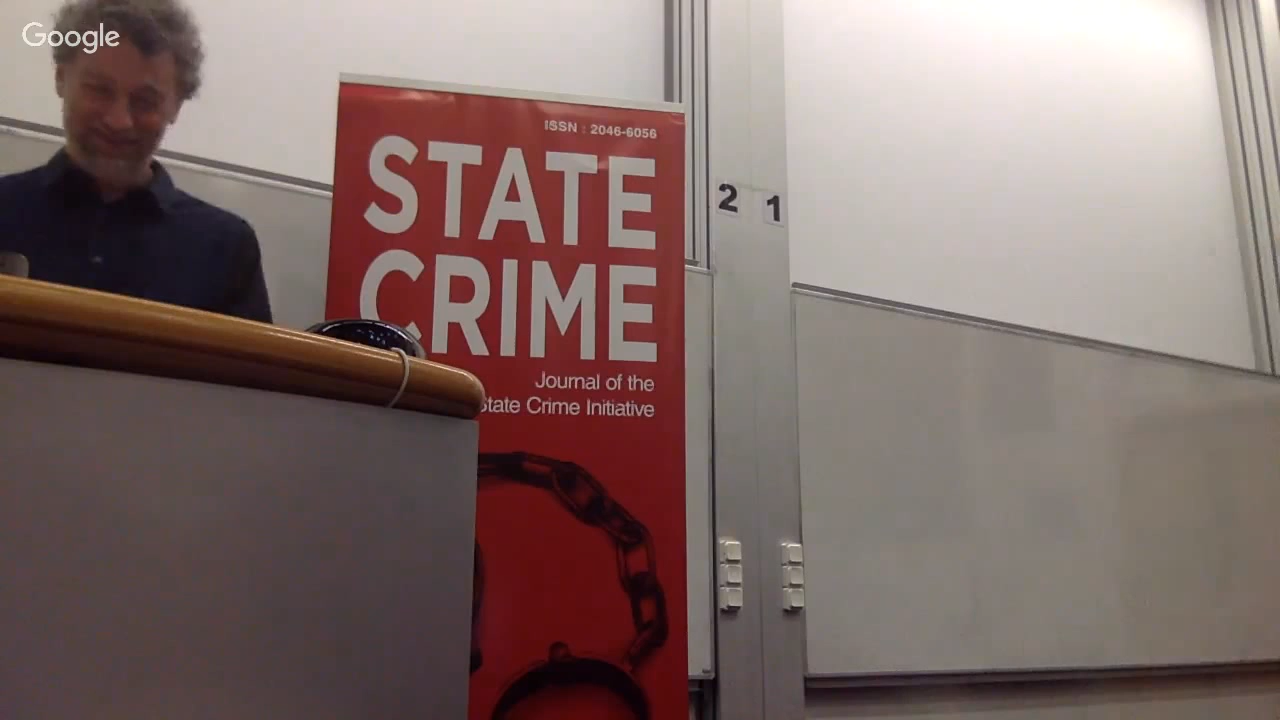 Google
ISSN : 2046-6056
STATE
CRIME
Journal of the
State Crime Initiative
2
1